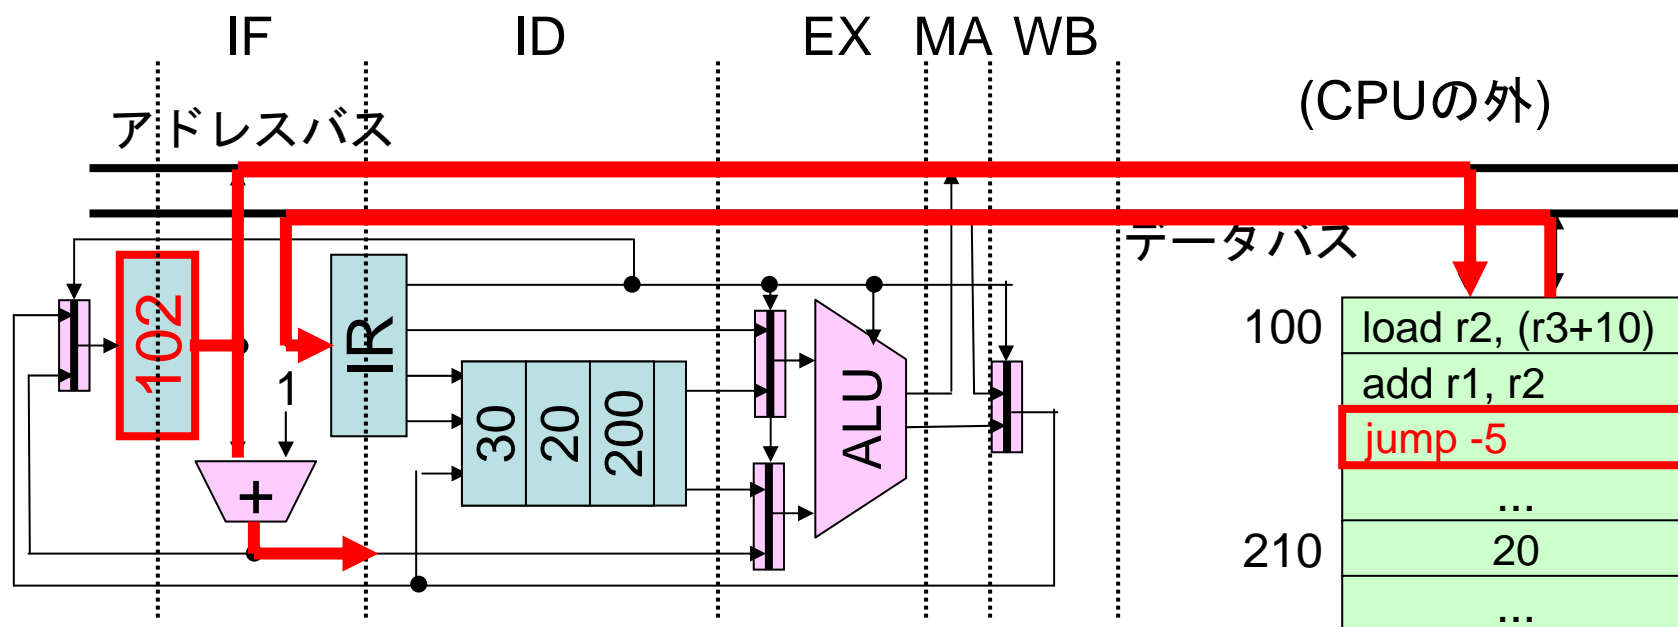 IF ID EX MA WB
(CPUの外)
アドレスバス
データバス
102
1
IR
+
30 20 200
ALU
100 load r2, (r3+10)
add r1, r2
jump -5
...
210 20
...